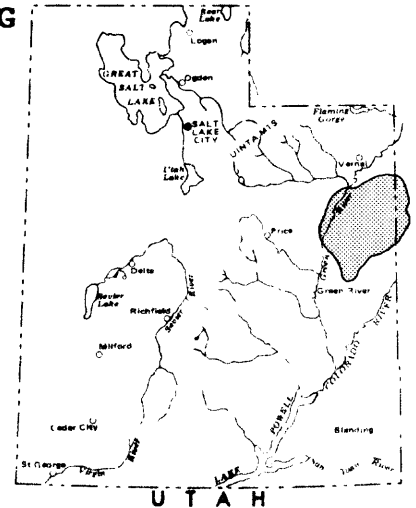 G
Bear
Lake
Logan
GREAT
SALT
LAKE
Ogden
SALT
LAKE
CITY
UINTAMIS
Flaming
Gorge
Vernal
Utah
Lake
River
Price
Green
Delta
Green River
Sevier
Lake
Richfield
Sevier
River
COLORADO RIVER
Milford
POWELL
Cedar City
Blanding
River
St George
Virgin
LAKE
San Juan River
UTAH